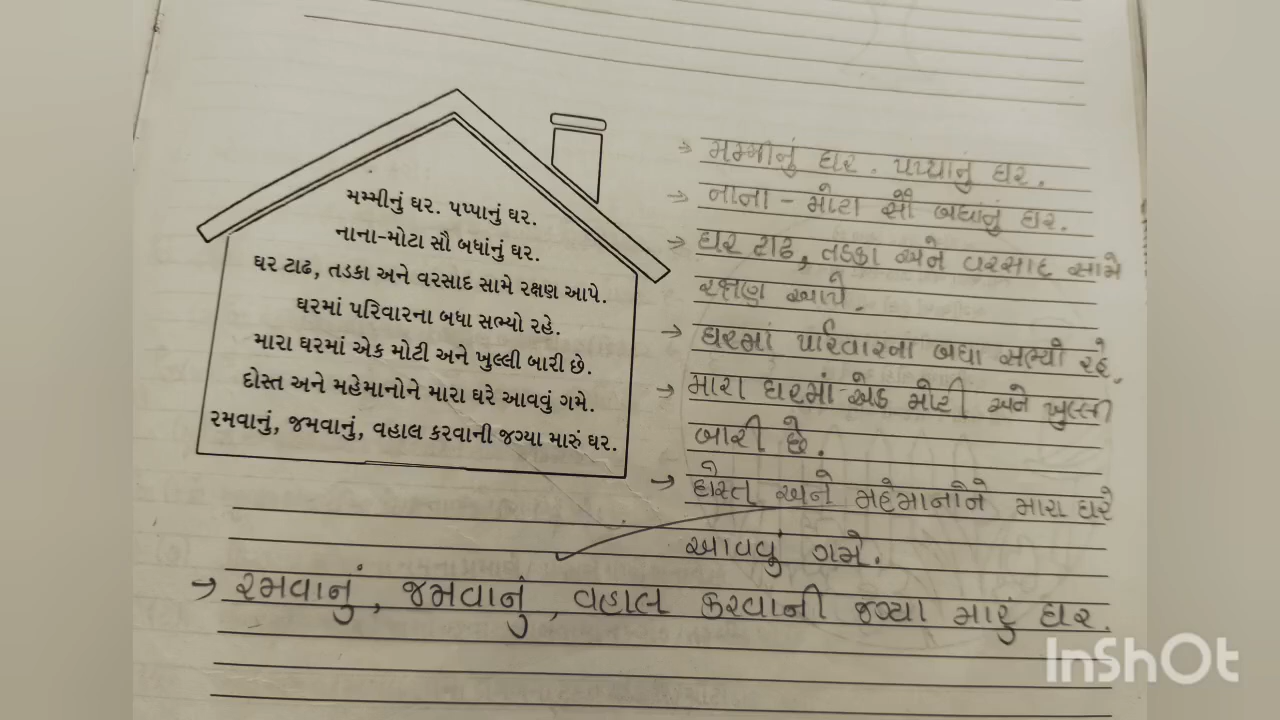 મમ્મીનું ઘર. પપ્પાનું ઘર.
નાના-મોટા સૌ બધાંનું ઘર.
ઘર ટાઢ, તડકા અને વરસાદ સામે રક્ષણ આપે.
ઘરમાં પરિવારના બધા સભ્યો રહે.
મારા ઘરમાં એક મોટી અને ખુલ્લી બારી છે.
દોસ્ત અને મહેમાનોને મારા ઘરે આવવું ગમે.
રમવાનું, જમવાનું, વહાલ કરવાની જગ્યા મારું ઘર.
→ મમ્મીનું ઘર. પપ્પાનું ઘર.
→ નાના - મોટા સૌ બધાનું ઘર.
→ ઘર ટાઢ, તડકા અને વરસાદ સામે
રક્ષણ આપે.
→ ઘરમાં પરિવારના બધા સભ્યો રહે.
→ મારા ઘરમાં એક મોટી અને ખુલ્લી
બારી છે.
→ દોસ્ત અને મહેમાનોને મારા ઘરે
આવવું ગમે.
→ રમવાનું, જમવાનું, વહાલ કરવાની જગ્યા મારું ઘર.
InShOt